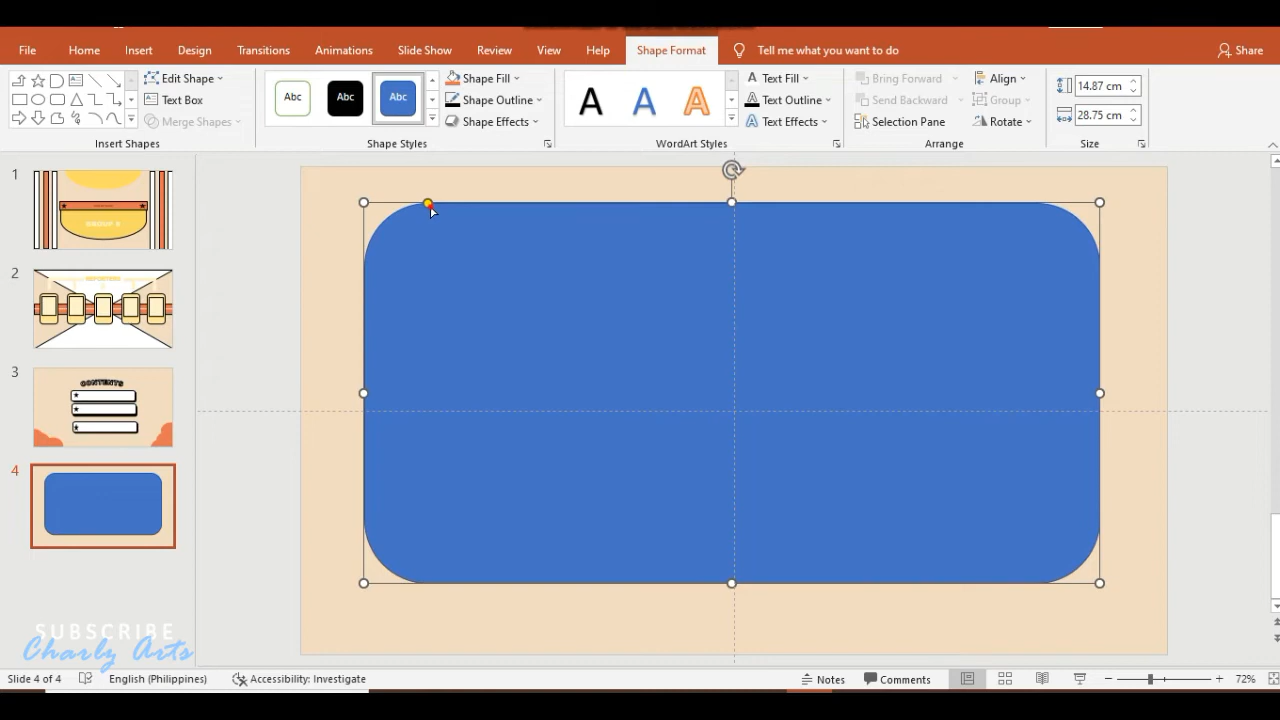 File Home Insert Design Transitions Animations Slide Show Review View Help Shape Format Tell me what you want to do Share
Edit Shape
Text Box
Merge Shapes
Insert Shapes
Abc Abc Abc
Shape Fill
Shape Outline
Shape Effects
Shape Styles
A A A
Text Fill
Text Outline
Text Effects
WordArt Styles
Bring Forward
Send Backward
Selection Pane
Align
Group
Rotate
Arrange
14.87 cm
28.75 cm
Size
1
GROUP 5
2
3
CONTENTS
4
SUBSCRIBE
Charly Arts
Slide 4 of 4 English (Philippines) Accessibility: Investigate Notes Comments 72%